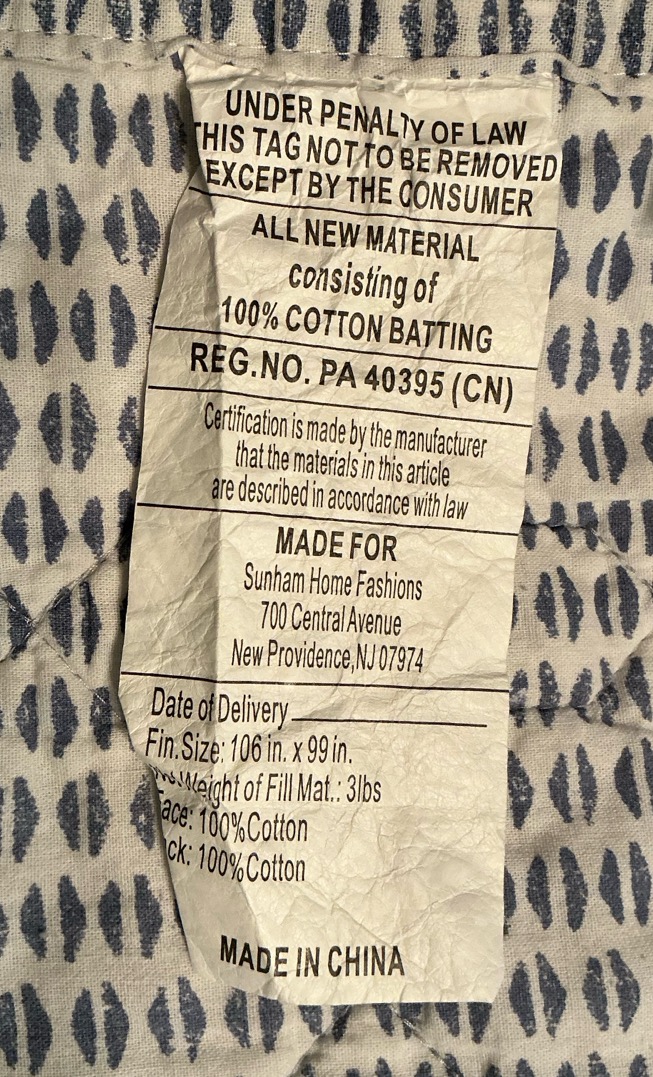 UNDER PENALTY OF LAW
THIS TAG NOT TO BE REMOVED
EXCEPT BY THE CONSUMER
ALL NEW MATERIAL
consisting of
100% COTTON BATTING
REG.NO. PA 40395 (CN)
Certification is made by the manufacturer
that the materials in this article
are described in accordance with law
MADE FOR
Sunham Home Fashions
700 Central Avenue
New Providence,NJ 07974
Date of Delivery
Fin.Size: 106 in. x 99 in.
Weight of Fill Mat.: 3lbs
Face: 100%Cotton
ck: 100%Cotton
MADE IN CHINA